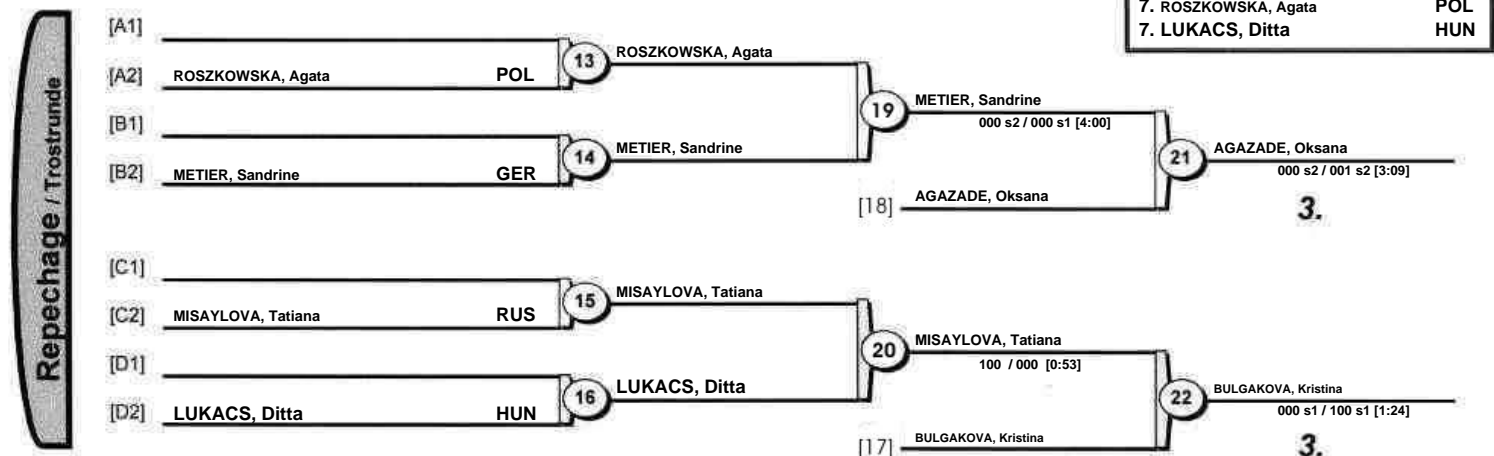 7. ROSZKOWSKA, Agata POL
7. LUKACS, Ditta HUN
Repechage / Trostrunde
[A1]
[A2] ROSZKOWSKA, Agata POL
13 ROSZKOWSKA, Agata
[B1]
[B2] METIER, Sandrine GER
14 METIER, Sandrine
19 METIER, Sandrine
000 s2 / 000 s1 [4:00]
[18] AGAZADE, Oksana
21 AGAZADE, Oksana
000 s2 / 001 s2 [3:09]
3.
[C1]
[C2] MISAYLOVA, Tatiana RUS
15 MISAYLOVA, Tatiana
[D1]
[D2] LUKACS, Ditta HUN
16 LUKACS, Ditta
20 MISAYLOVA, Tatiana
100 / 000 [0:53]
[17] BULGAKOVA, Kristina
22 BULGAKOVA, Kristina
000 s1 / 100 s1 [1:24]
3.